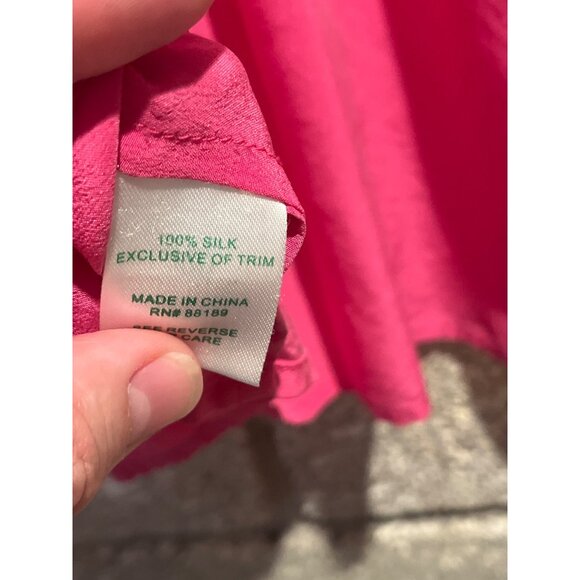 100% SILK
EXCLUSIVE OF TRIM
MADE IN CHINA
RN# 88189
SEE REVERSE
CARE